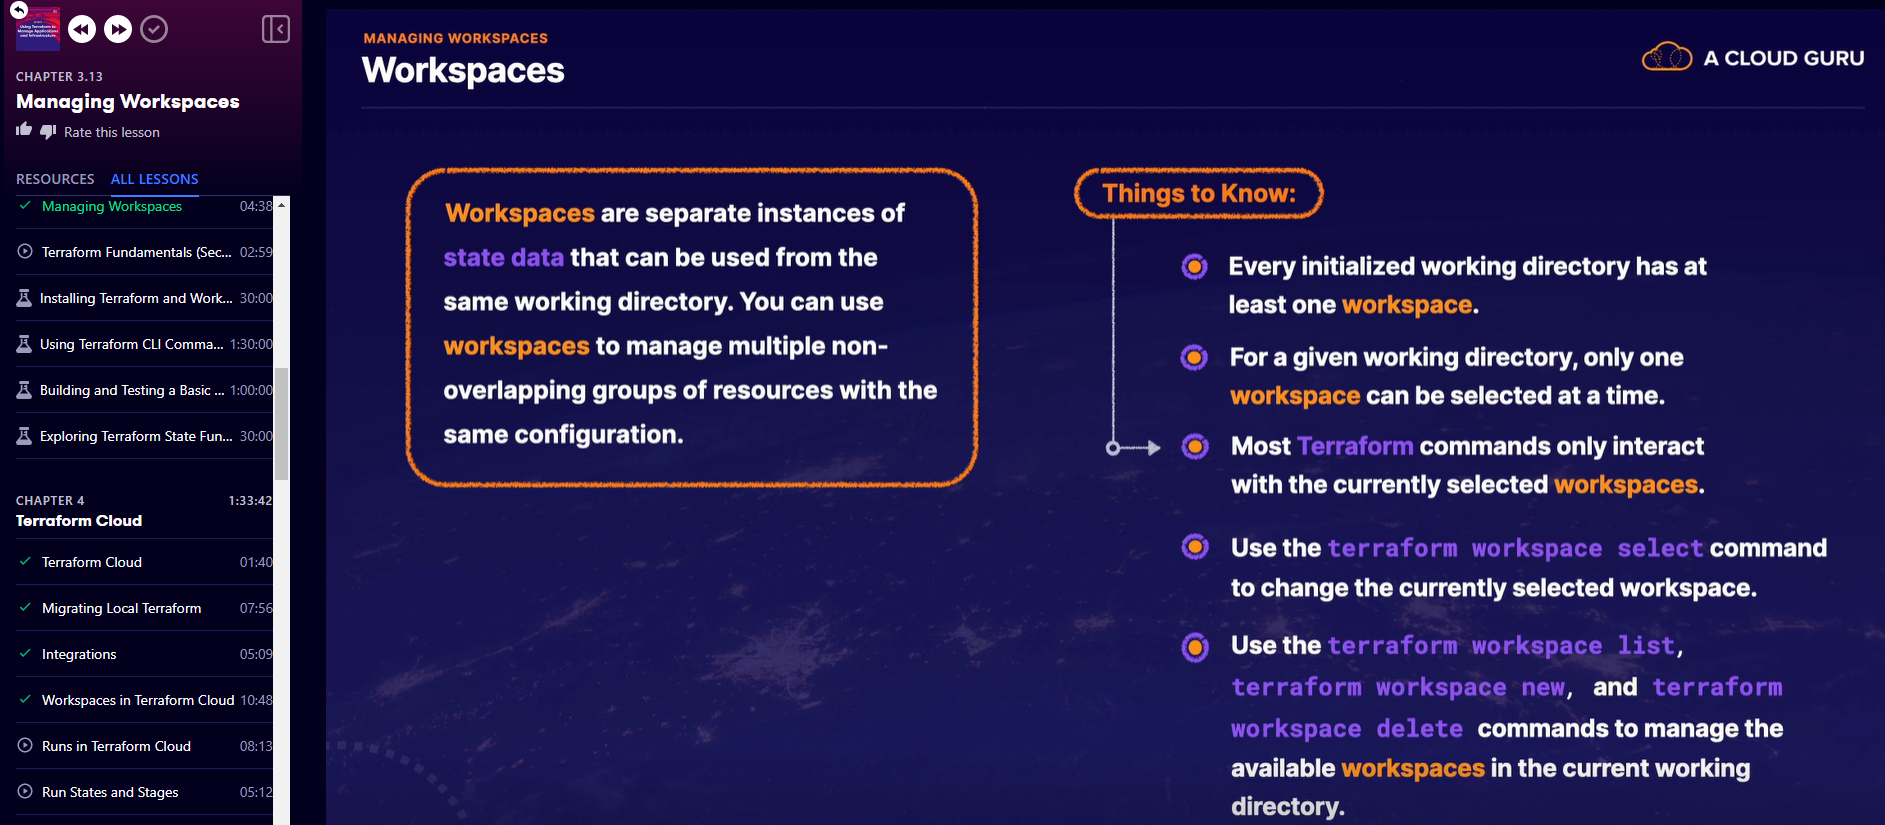 CHAPTER 3.13
Managing Workspaces
Rate this lesson
RESOURCES ALL LESSONS
Managing Workspaces 04:38
Terraform Fundamentals (Sec... 02:59
Installing Terraform and Work... 30:00
Using Terraform CLI Comma... 1:30:00
Building and Testing a Basic ... 1:00:00
Exploring Terraform State Fun... 30:00
CHAPTER 4 1:33:42
Terraform Cloud
Terraform Cloud 01:40
Migrating Local Terraform 07:56
Integrations 05:09
Workspaces in Terraform Cloud 10:48
Runs in Terraform Cloud 08:13
Run States and Stages 05:12
MANAGING WORKSPACES
Workspaces
A CLOUD GURU
Workspaces are separate instances of
state data that can be used from the
same working directory. You can use
workspaces to manage multiple non-
overlapping groups of resources with the
same configuration.
Things to Know:
Every initialized working directory has at
least one workspace.
For a given working directory, only one
workspace can be selected at a time.
Most Terraform commands only interact
with the currently selected workspaces.
Use the terraform workspace select command
to change the currently selected workspace.
Use the terraform workspace list,
terraform workspace new, and terraform
workspace delete commands to manage the
available workspaces in the current working
directory.